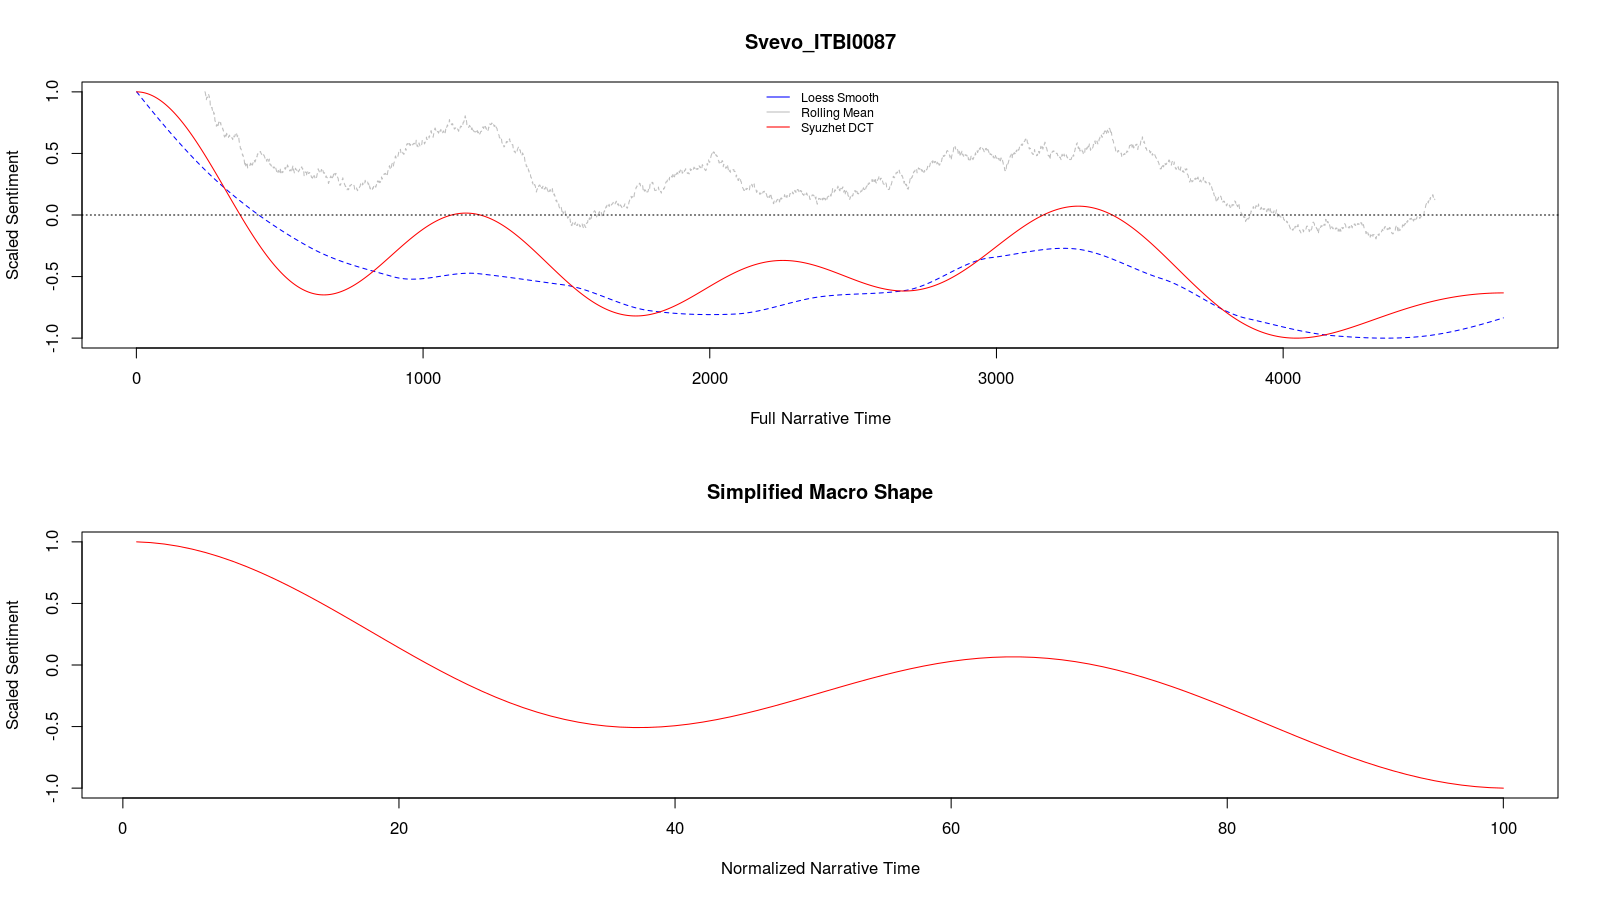 Svevo_ITBI0087
Scaled Sentiment
1.0
0.5
0.0
-0.5
-1.0
Loess Smooth
Rolling Mean
Syuzhet DCT
0 1000 2000 3000 4000
Full Narrative Time
Simplified Macro Shape
Scaled Sentiment
1.0
0.5
0.0
-0.5
-1.0
0 20 40 60 80 100
Normalized Narrative Time